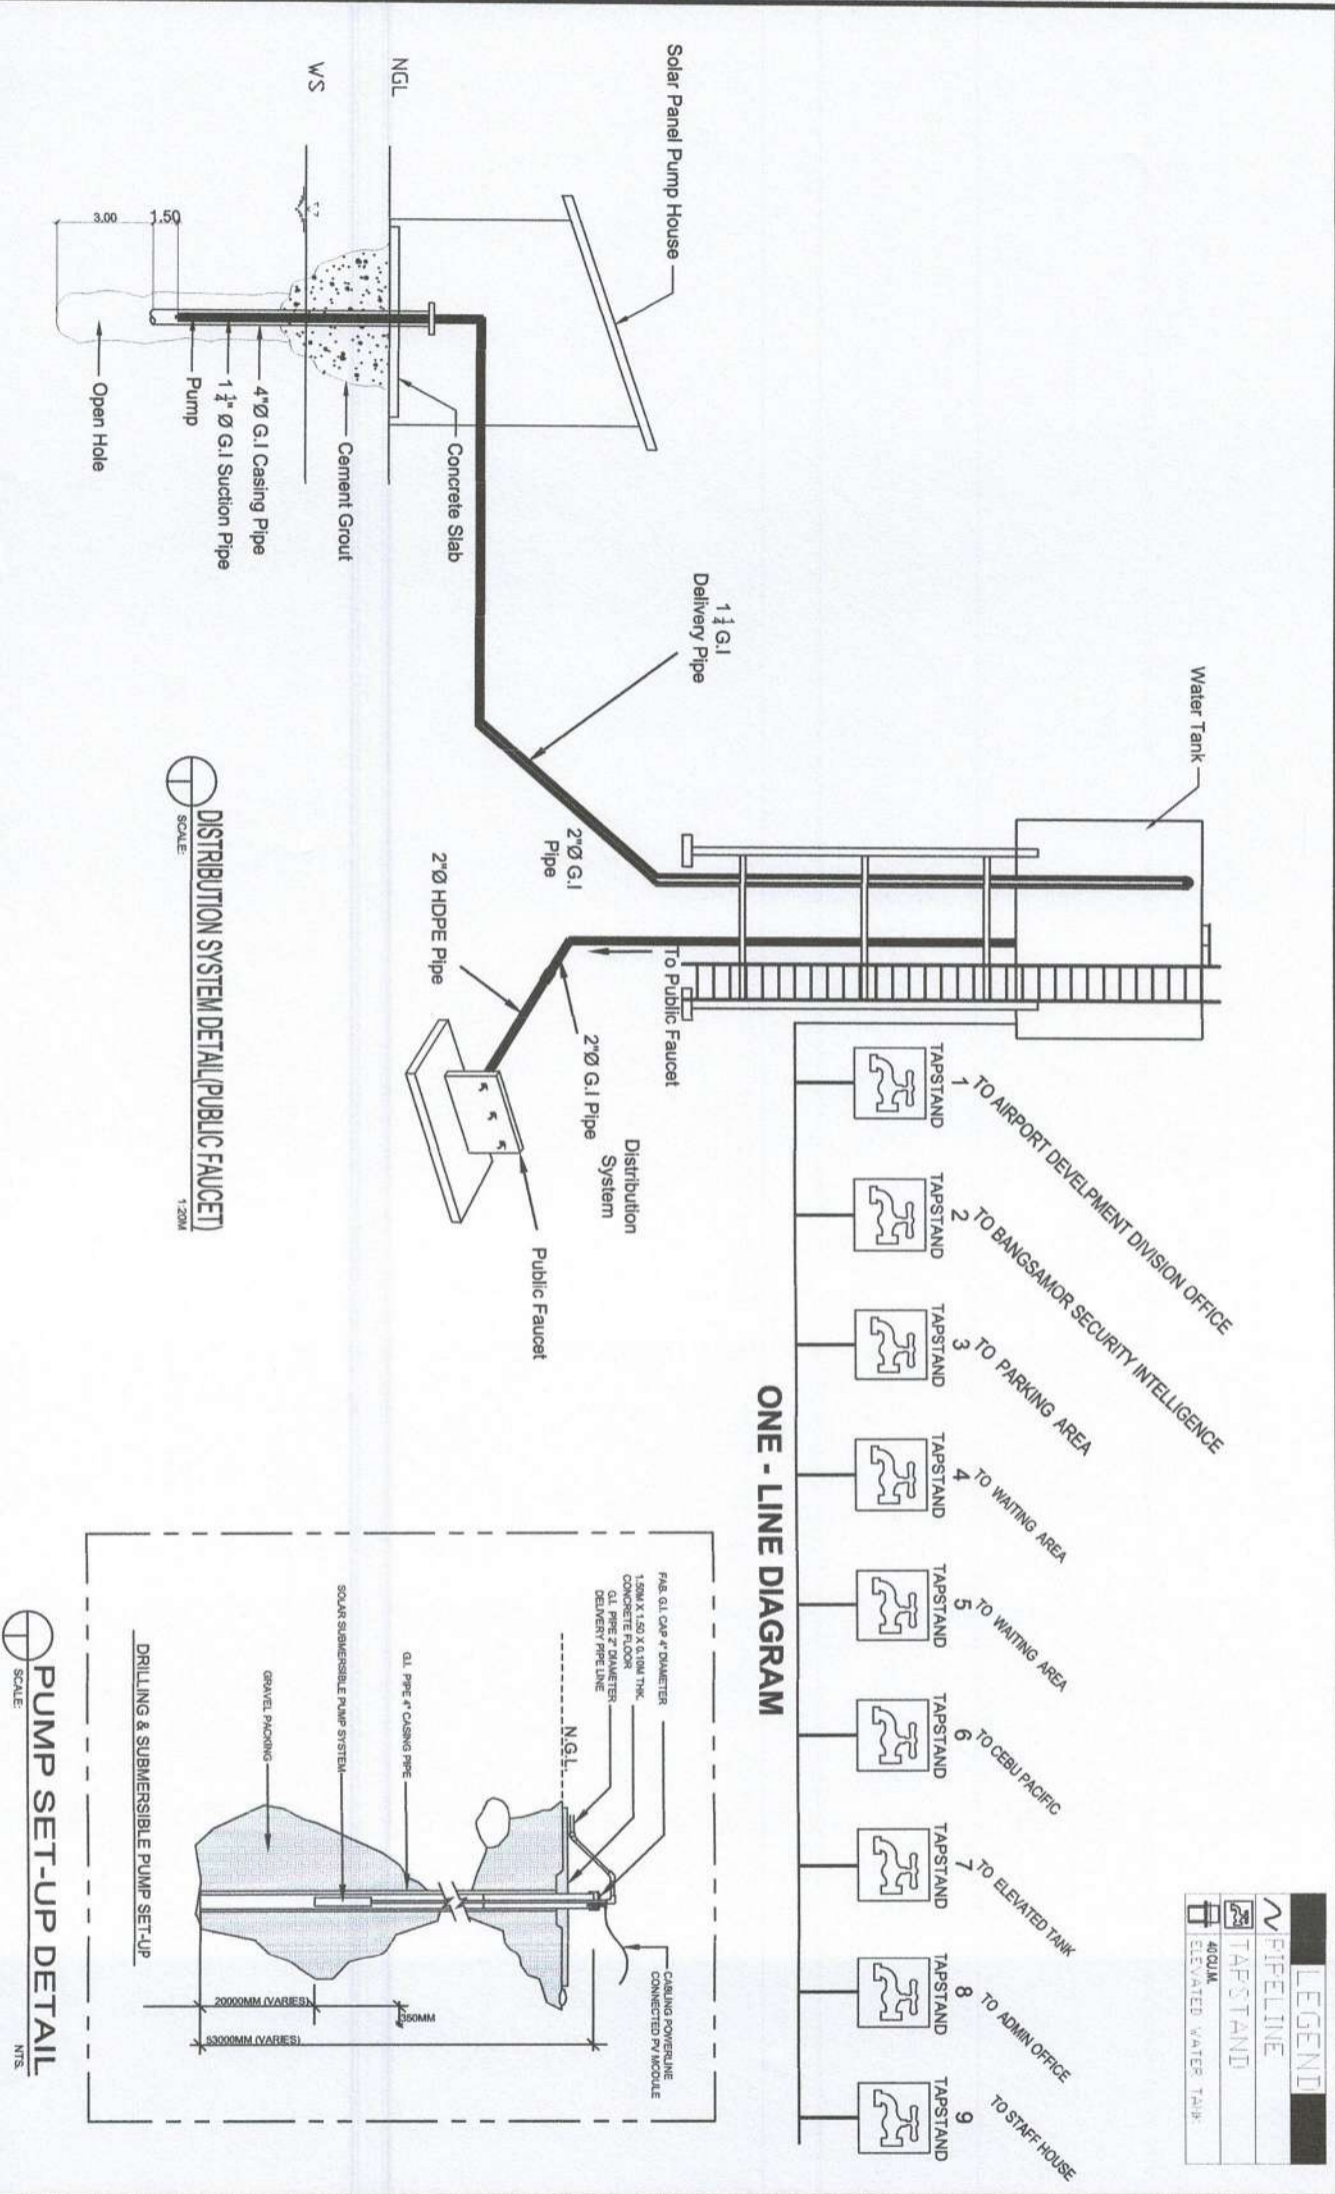 LEGEND
PIPELINE
TAPSTAND
40CU.M.
ELEVATED WATER TANK
Water Tank
Solar Panel Pump House
NGL
WS
3.00
1.50
1 1/4 G.I
Delivery Pipe
Concrete Slab
Cement Grout
4"Ø G.I Casing Pipe
Pump
Open Hole
2"Ø G.I
Pipe
2"Ø HDPE Pipe
To Public Faucet
2"Ø G.I Pipe
Distribution
System
Public Faucet
DISTRIBUTION SYSTEM DETAIL(PUBLIC FAUCET)
SCALE:
1:20M
TAPSTAND
1
TO AIRPORT DEVELPMENT DIVISION OFFICE
TAPSTAND
2
TO BANGSAMOR SECURITY INTELLIGENCE
TAPSTAND
3
TO PARKING AREA
TAPSTAND
4
TO WAITING AREA
TAPSTAND
5
TO WAITING AREA
TAPSTAND
6
TO CEBU PACIFIC
TAPSTAND
7
TO ELEVATED TANK
TAPSTAND
8
TO ADMIN OFFICE
TAPSTAND
9
TO STAFF HOUSE
ONE - LINE DIAGRAM
FAB. G.I. CAP 4" DIAMETER
1.50M X 1.50 X 0.10M THK.
CONCRETE FLOOR
G.I. PIPE 2" DIAMETER
DELIVERY PIPE LINE
N.G.L.
G.I. PIPE 4" CASING PIPE
SOLAR SUBMERSIBLE PUMP SYSTEM
GRAVEL PACKING
CABLING POWERLINE
CONNECTED PV MODULE
350MM
20000MM (VARIES)
53000MM (VARIES)
DRILLING & SUBMERSIBLE PUMP SET-UP
PUMP SET-UP DETAIL
SCALE:
NTS.